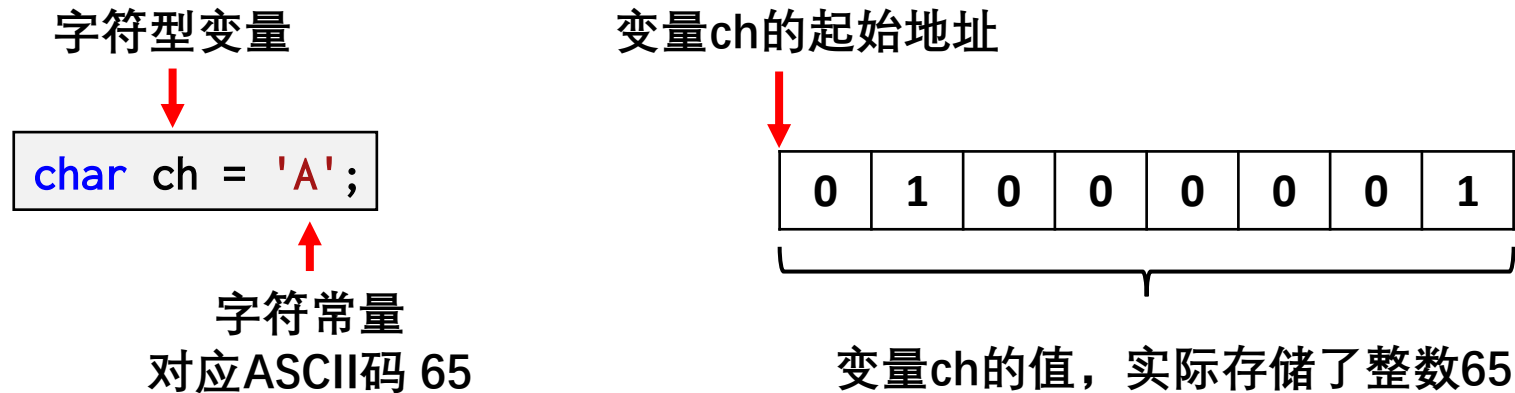 字符型变量
变量ch的起始地址
char ch = 'A';
0 1 0 0 0 0 0 1
字符常量
对应ASCII码 65
变量ch的值，实际存储了整数65